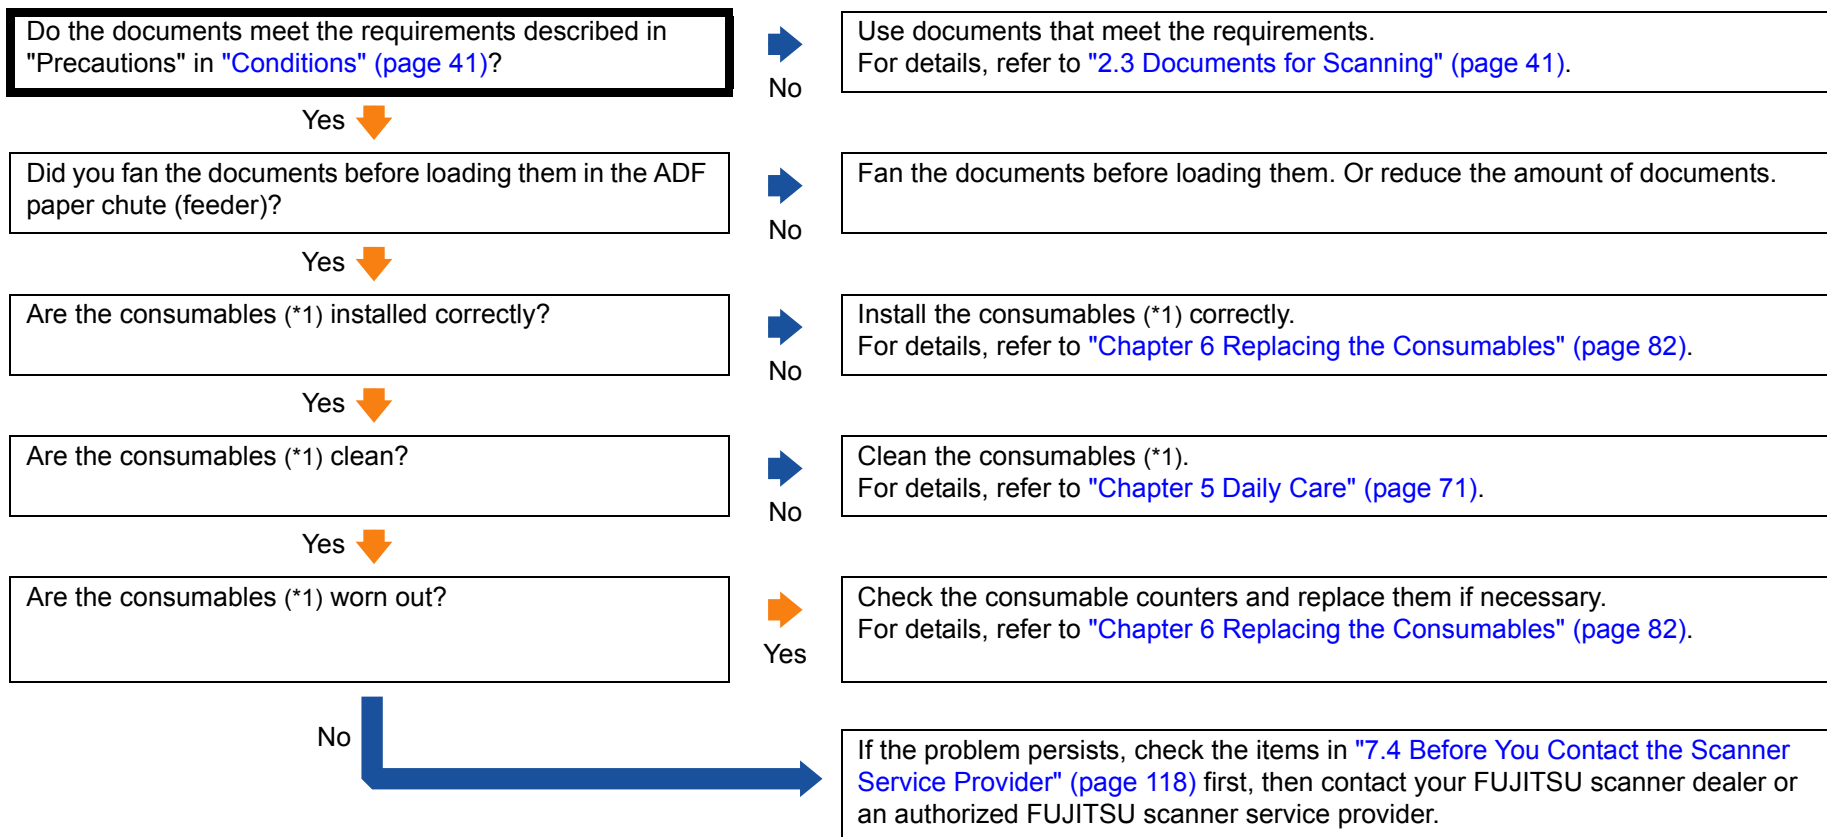 Do the documents meet the requirements described in
"Precautions" in "Conditions" (page 41)?
No
Use documents that meet the requirements.
For details, refer to "2.3 Documents for Scanning" (page 41).
Yes
Did you fan the documents before loading them in the ADF
paper chute (feeder)?
No
Fan the documents before loading them. Or reduce the amount of documents.
Yes
Are the consumables (*1) installed correctly?
No
Install the consumables (*1) correctly.
For details, refer to "Chapter 6 Replacing the Consumables" (page 82).
Yes
Are the consumables (*1) clean?
No
Clean the consumables (*1).
For details, refer to "Chapter 5 Daily Care" (page 71).
Yes
Are the consumables (*1) worn out?
Yes
Check the consumable counters and replace them if necessary.
For details, refer to "Chapter 6 Replacing the Consumables" (page 82).
No
If the problem persists, check the items in "7.4 Before You Contact the Scanner
Service Provider" (page 118) first, then contact your FUJITSU scanner dealer or
an authorized FUJITSU scanner service provider.